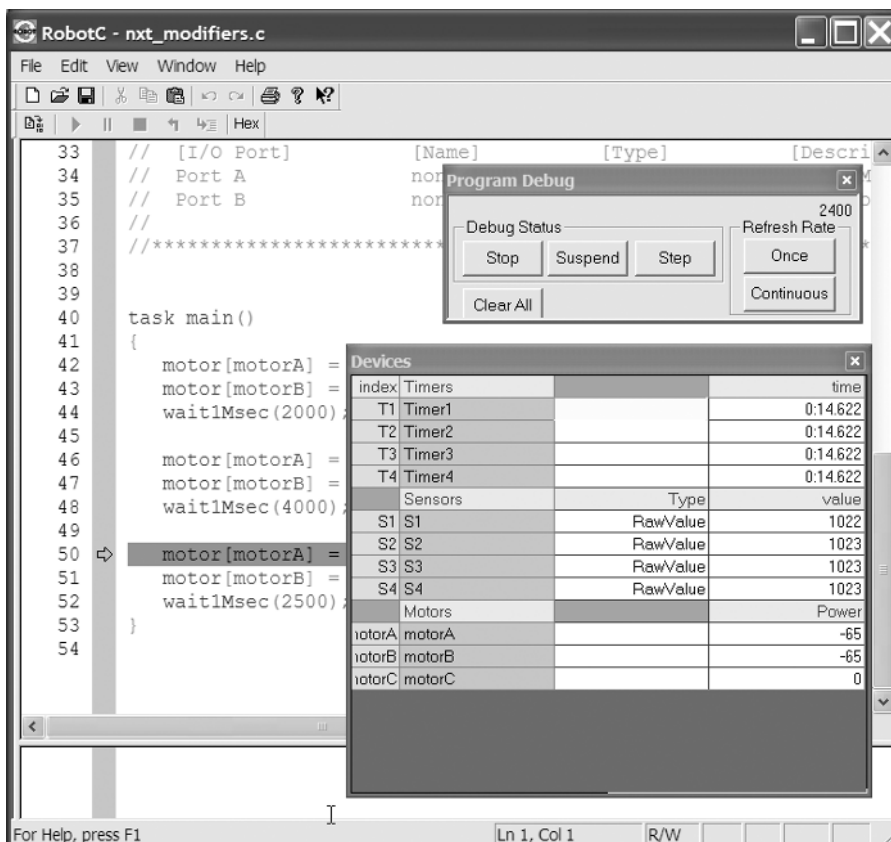 RobotC - nxt_modifiers.c
File Edit View Window Help
Hex
33 // [I/O Port] [Name] [Type] [Descri
34 // Port A
35 // Port B
36 //
37 //
38
39
40 task main()
41 {
42 motor[motorA] =
43 motor[motorB] =
44 wait1Msec(2000);
45
46 motor[motorA] =
47 motor[motorB] =
48 wait1Msec(4000);
49
50 motor[motorA] =
51 motor[motorB] =
52 wait1Msec(2500);
53 }
54
Program Debug
2400
Debug Status Refresh Rate
Stop Suspend Step Once
Clear All Continuous
Devices
index Timers time
T1 Timer1 0:14.622
T2 Timer2 0:14.622
T3 Timer3 0:14.622
T4 Timer4 0:14.622
Sensors Type value
S1 S1 RawValue 1022
S2 S2 RawValue 1023
S3 S3 RawValue 1023
S4 S4 RawValue 1023
Motors Power
otorA motorA -65
otorB motorB -65
otorC motorC 0
For Help, press F1 Ln 1, Col 1 R/W